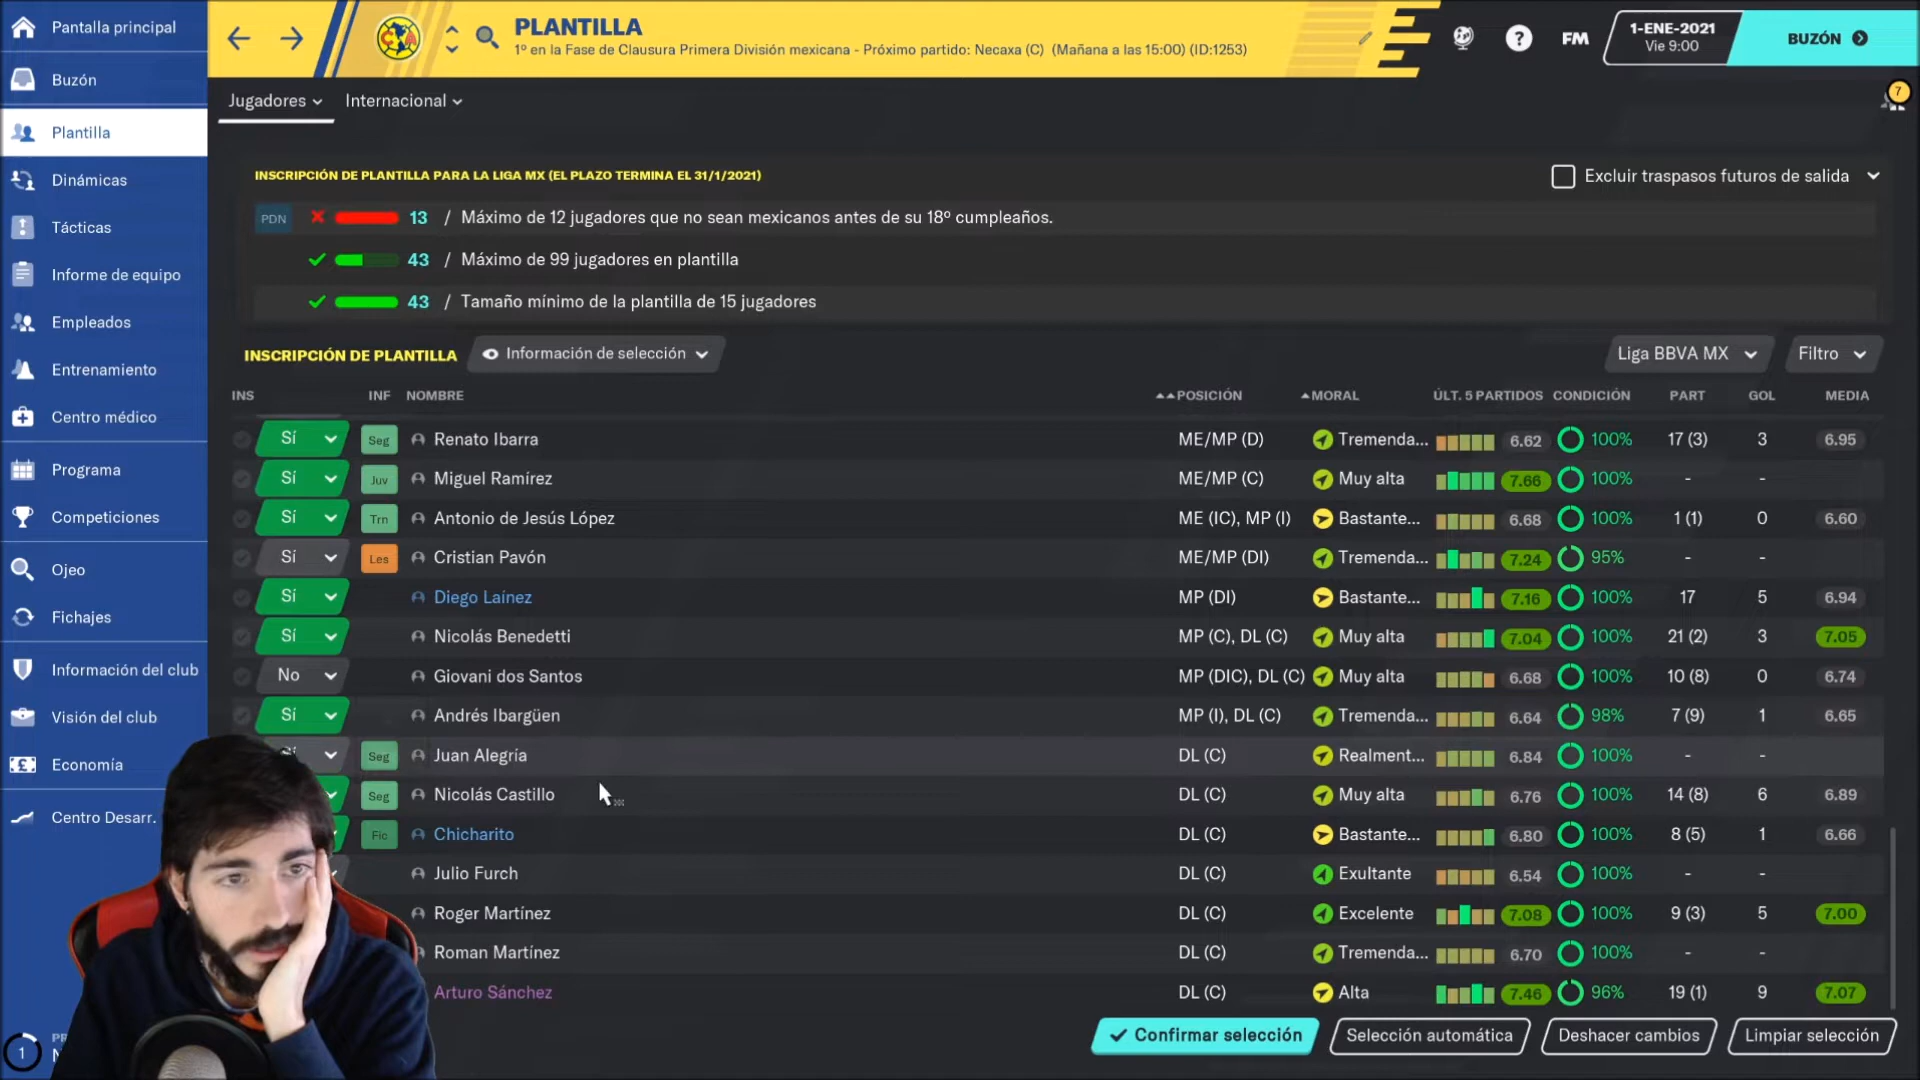 Pantalla principal
Buzón
Plantilla
Dinámicas
Tácticas
Informe de equipo
Empleados
Entrenamiento
Centro médico
Programa
Competiciones
Ojeo
Fichajes
Información del club
Visión del club
Economía
Centro Desarr.
1
PLANTILLA
1º en la Fase de Clausura Primera División mexicana - Próximo partido: Necaxa (C) (Mañana a las 15:00) (ID:1253)
? FM 1-ENE-2021
Vie 9:00
BUZÓN
7
Jugadores Internacional
INSCRIPCIÓN DE PLANTILLA PARA LA LIGA MX (EL PLAZO TERMINA EL 31/1/2021) Excluir traspasos futuros de salida
PDN 13 / Máximo de 12 jugadores que no sean mexicanos antes de su 18º cumpleaños.
43 / Máximo de 99 jugadores en plantilla
43 / Tamaño mínimo de la plantilla de 15 jugadores
INSCRIPCIÓN DE PLANTILLA Información de selección Liga BBVA MX Filtro
INS INF NOMBRE POSICIÓN MORAL ÚLT. 5 PARTIDOS CONDICIÓN PART GOL MEDIA
Sí Seg Renato Ibarra ME/MP (D) Tremenda... 6.62 100% 17 (3) 3 6.95
Sí Juv Miguel Ramírez ME/MP (C) Muy alta 7.66 100% - -
Sí Trn Antonio de Jesús López ME (IC), MP (I) Bastante... 6.68 100% 1 (1) 0 6.60
Sí Les Cristian Pavón ME/MP (DI) Tremenda... 7.24 95% - -
Sí Diego Laínez MP (DI) Bastante... 7.16 100% 17 5 6.94
Sí Nicolás Benedetti MP (C), DL (C) Muy alta 7.04 100% 21 (2) 3 7.05
No Giovani dos Santos MP (DIC), DL (C) Muy alta 6.68 100% 10 (8) 0 6.74
Sí Andrés Ibargüen MP (I), DL (C) Tremenda... 6.64 98% 7 (9) 1 6.65
Seg Juan Alegría DL (C) Realment... 6.84 100% - -
Seg Nicolás Castillo DL (C) Muy alta 6.76 100% 14 (8) 6 6.89
Fic Chicharito DL (C) Bastante... 6.80 100% 8 (5) 1 6.66
Julio Furch DL (C) Exultante 6.54 100% - -
Roger Martínez DL (C) Excelente 7.08 100% 9 (3) 5 7.00
Roman Martínez DL (C) Tremenda... 6.70 100% - -
Arturo Sánchez DL (C) Alta 7.46 96% 19 (1) 9 7.07
Confirmar selección Selección automática Deshacer cambios Limpiar selección